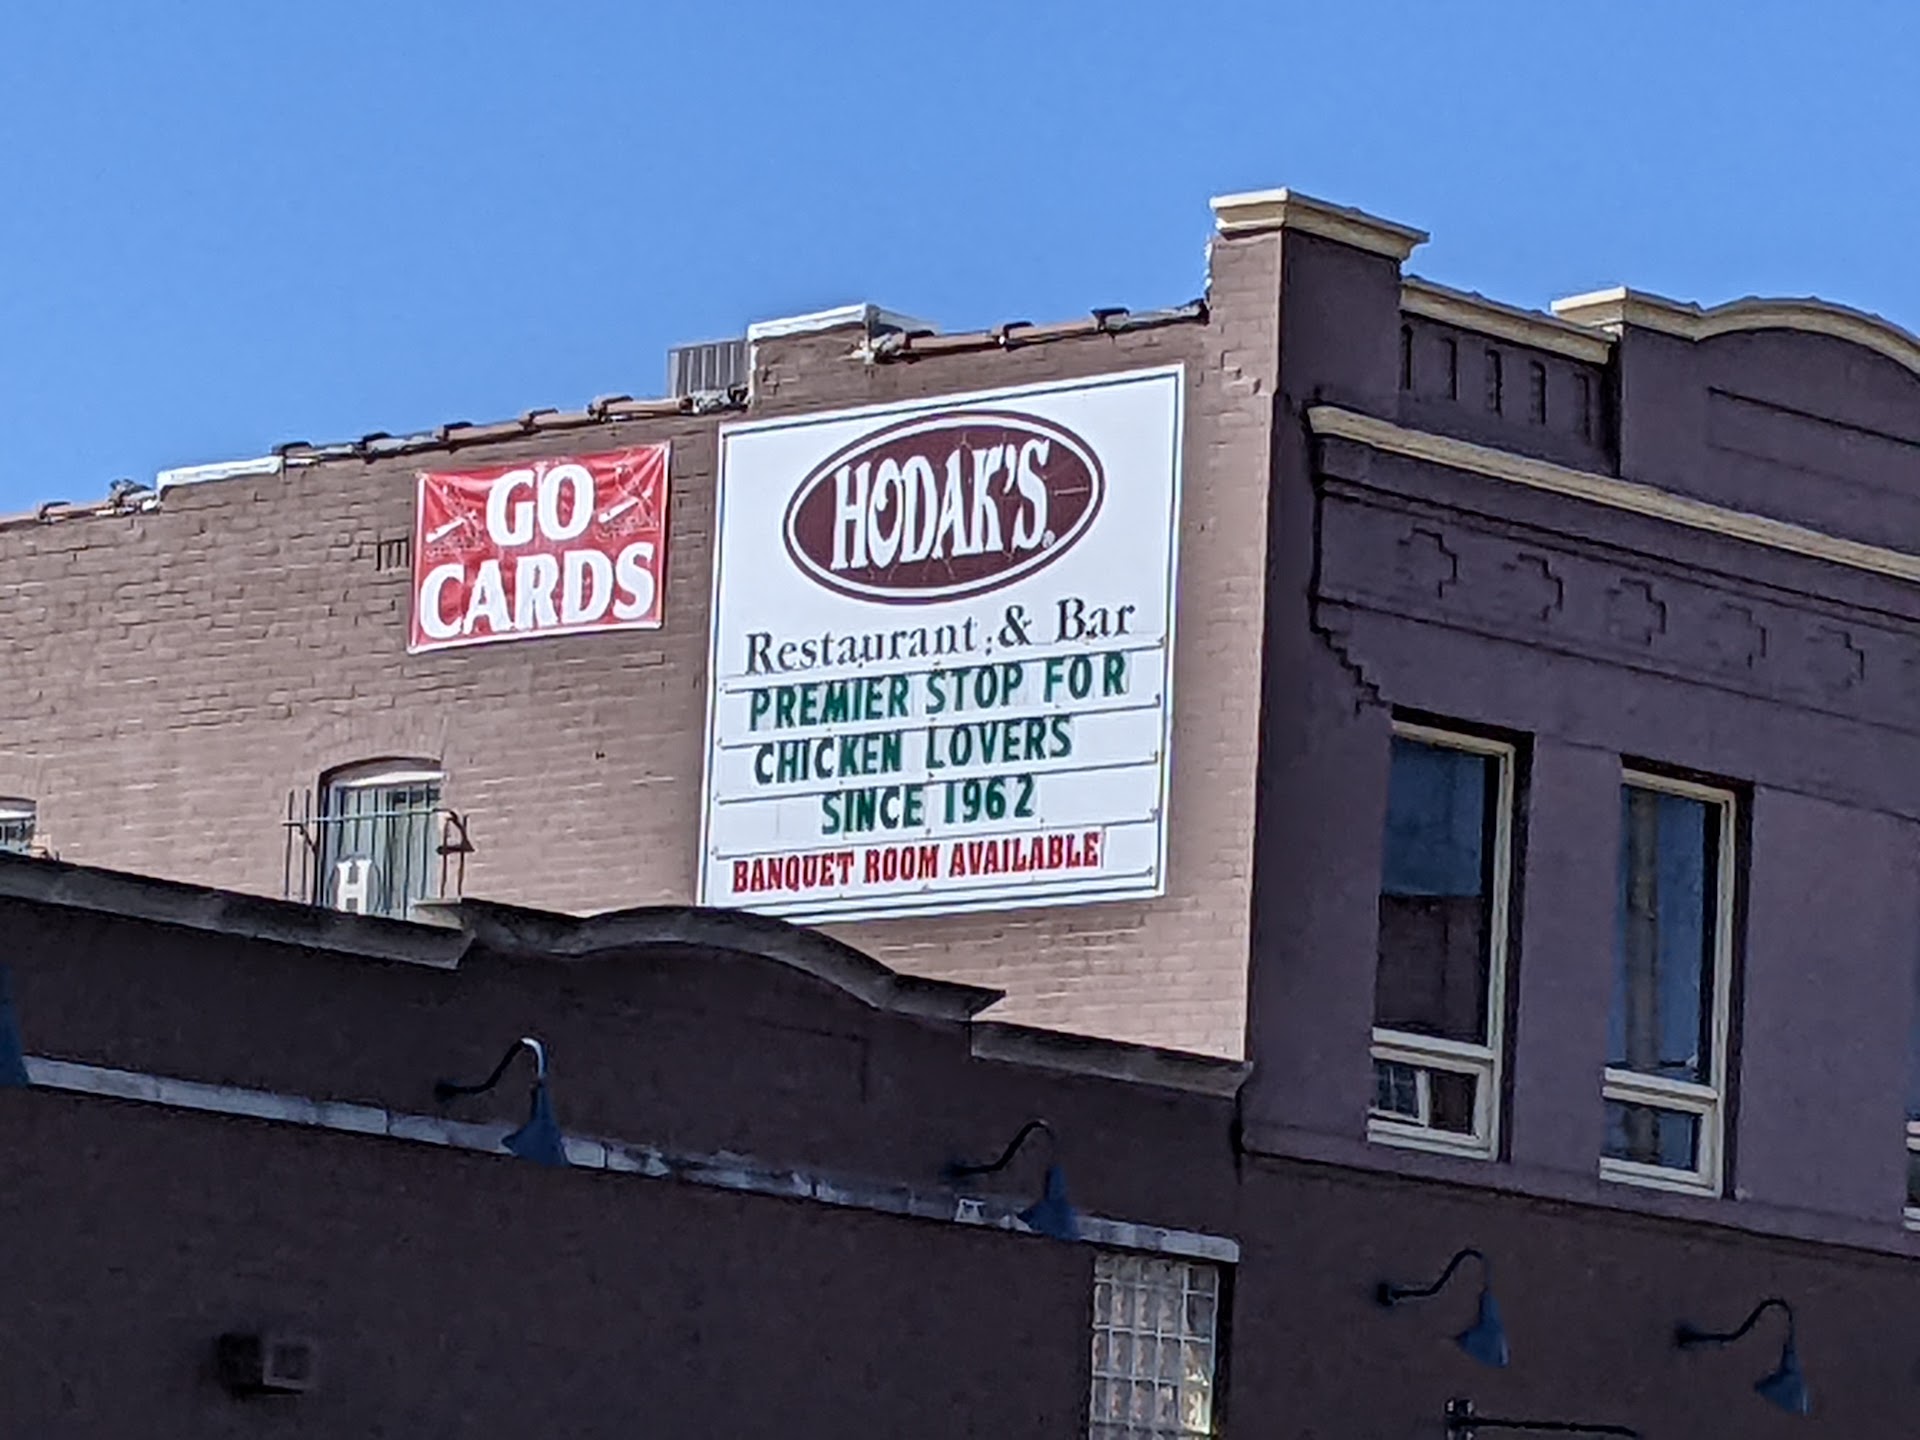 GO
CARDS
HODAK'S®
Restaurant & Bar
PREMIER STOP FOR
CHICKEN LOVERS
SINCE 1962
BANQUET ROOM AVAILABLE